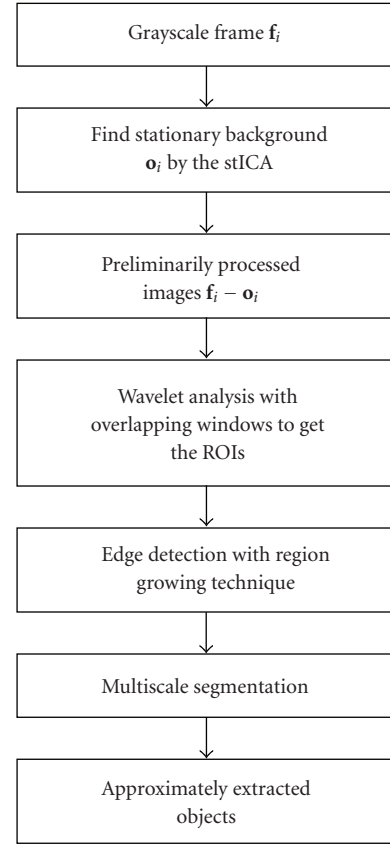 Grayscale frame fᵢ
Find stationary background
oᵢ by the stICA
Preliminarily processed
images fᵢ − oᵢ
Wavelet analysis with
overlapping windows to get
the ROIs
Edge detection with region
growing technique
Multiscale segmentation
Approximately extracted
objects